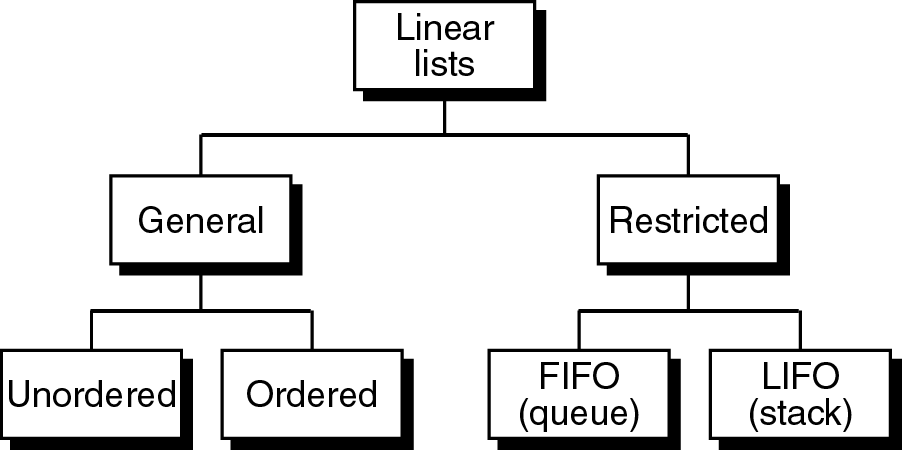 Linear
lists
General
Restricted
Unordered
Ordered
FIFO
(queue)
LIFO
(stack)